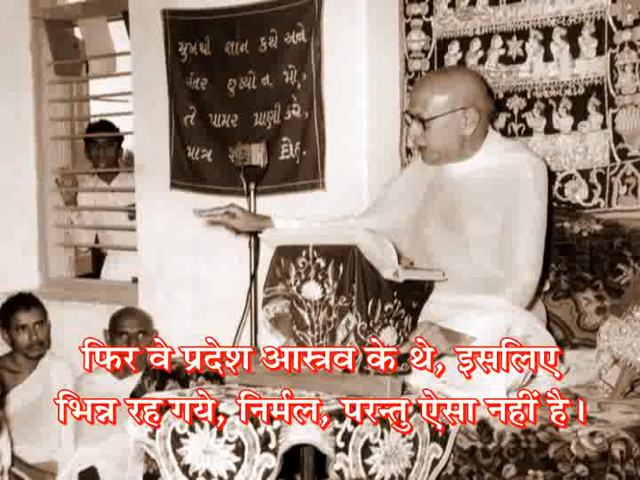 મુખથી જ્ઞાન કથે અને
અંતર છૂટ્યો ન મોહ,
તે પામર પ્રાણી કરે,
માત્ર દ્રોહ.
फिर वे प्रदेश आस्त्रव के थे, इसलिए
भिन्न रह गये, निर्मल, परन्तु ऐसा नहीं है।